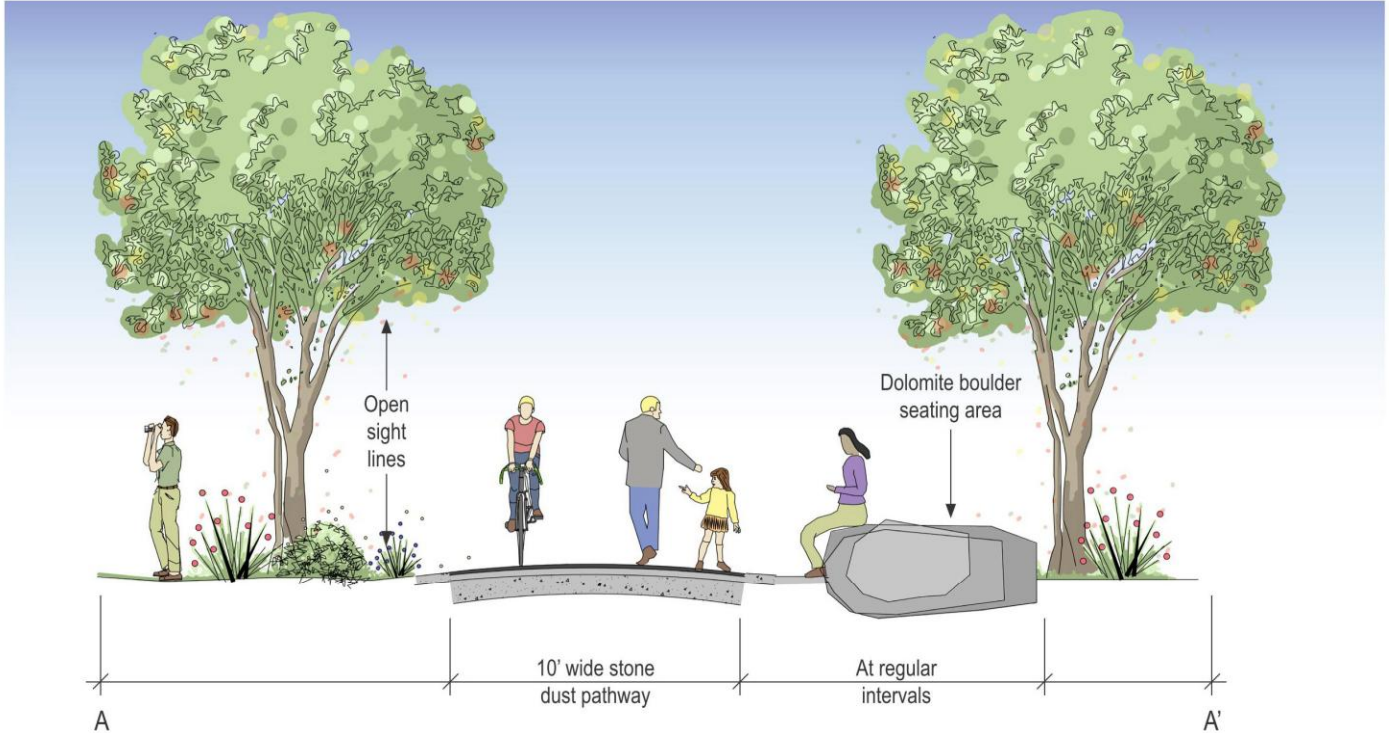 Open
sight
lines
Dolomite boulder
seating area
10' wide stone
dust pathway
At regular
intervals
A
A'